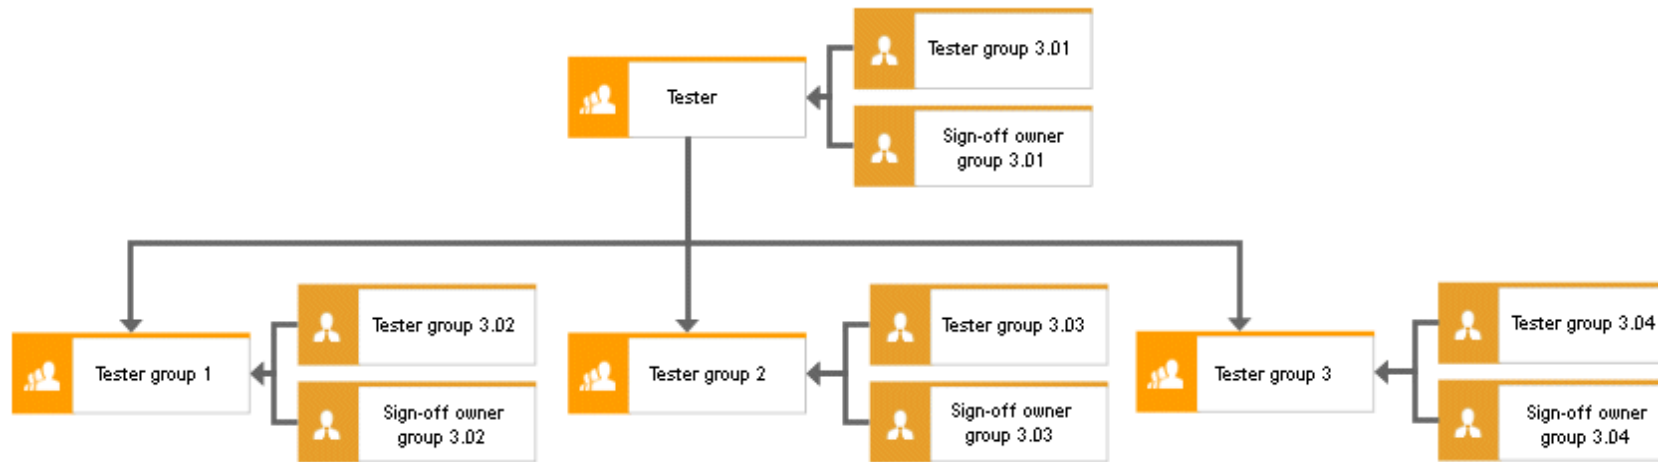 Tester group 3.01
Tester
Sign-off owner
group 3.01
Tester group 3.02
Tester group 1
Sign-off owner
group 3.02
Tester group 3.03
Tester group 2
Sign-off owner
group 3.03
Tester group 3.04
Tester group 3
Sign-off owner
group 3.04